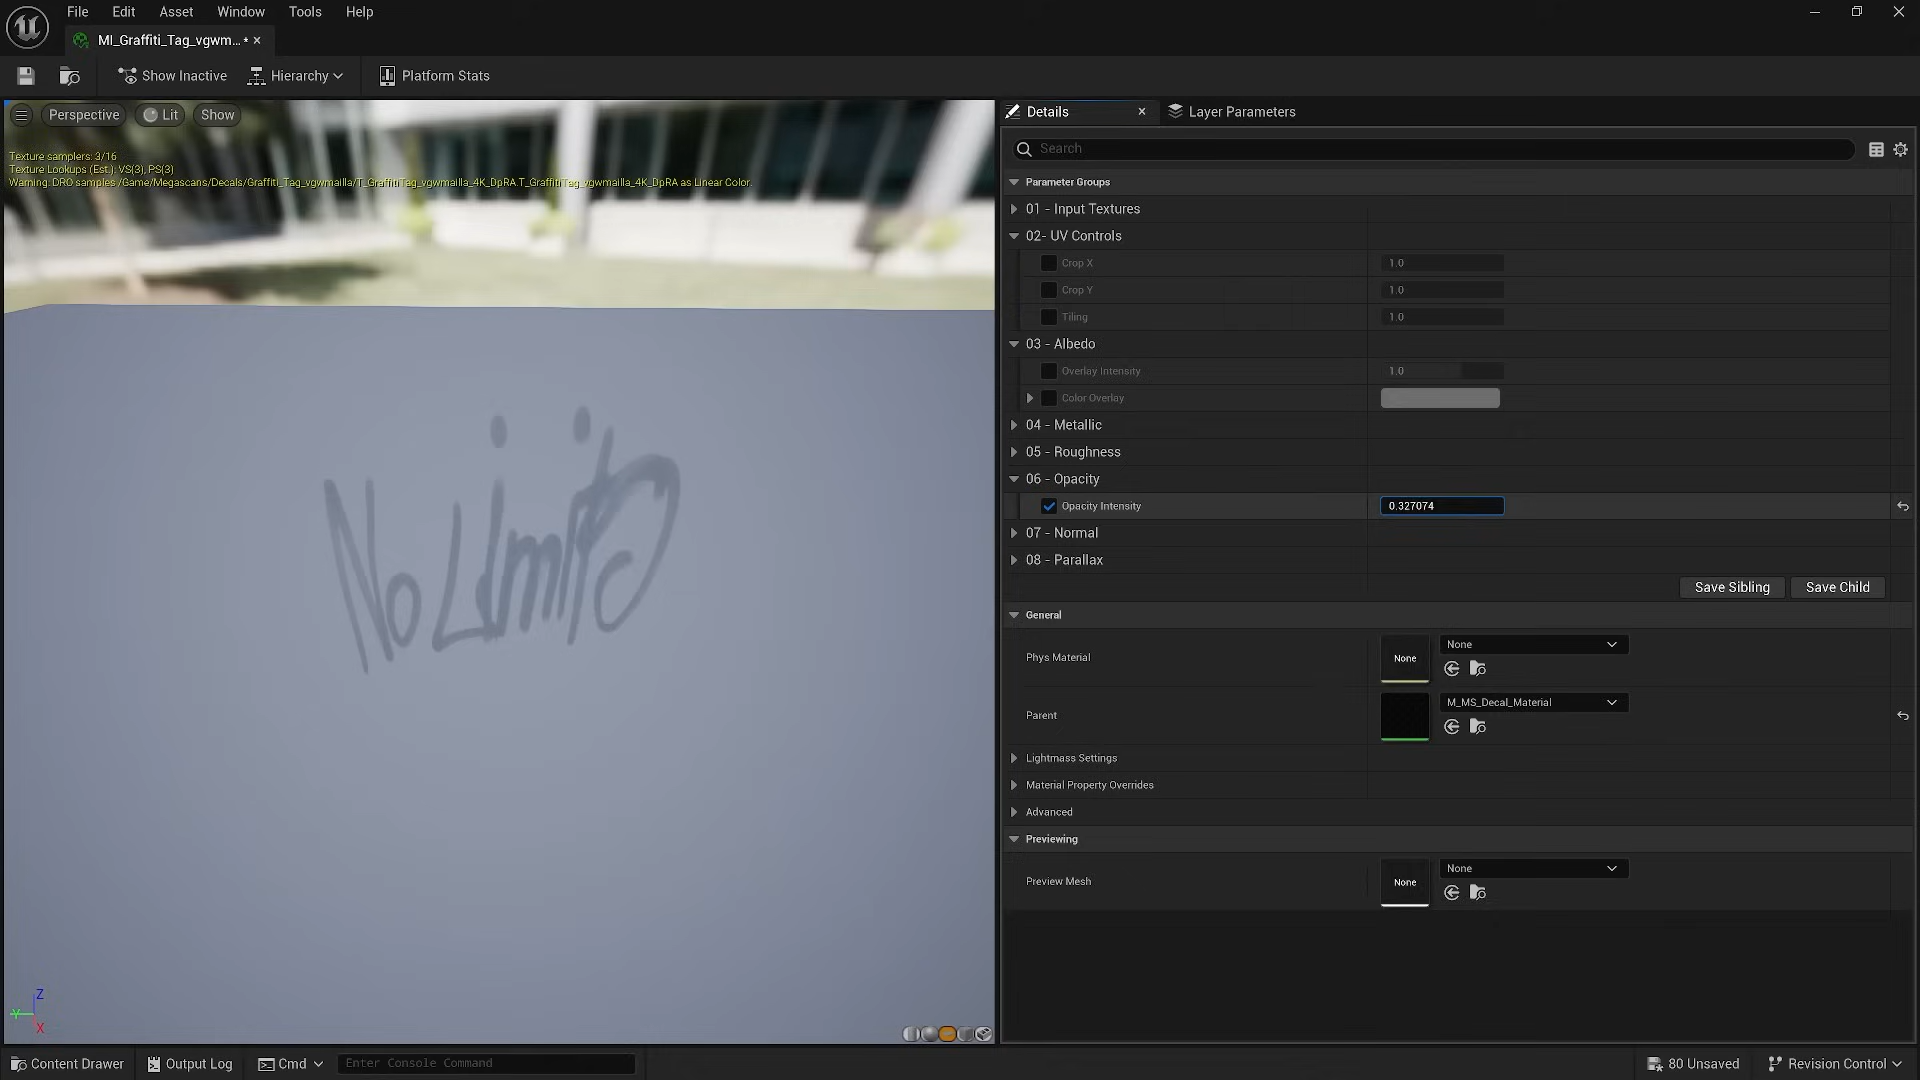 File Edit Asset Window Tools Help
MI_Graffiti_Tag_vgwm... •
Show Inactive Hierarchy Platform Stats
Perspective Lit Show
Texture samplers: 3/16
Texture Lookups (Est.): VS(3), PS(3)
Warning: DRO samples /Game/Megascans/Decals/Graffiti_Tag_vgwmailla/T_GraffitiTag_vgwmailla_4K_DpRA.T_GraffitiTag_vgwmailla_4K_DpRA as Linear Color.
No Limits
Z
Y
X
Details Layer Parameters
Search
Parameter Groups
01 - Input Textures
02- UV Controls
Crop X 1.0
Crop Y 1.0
Tiling 1.0
03 - Albedo
Overlay Intensity 1.0
Color Overlay
04 - Metallic
05 - Roughness
06 - Opacity
Opacity Intensity 0.327074
07 - Normal
08 - Parallax
Save Sibling Save Child
General
Phys Material None None
Parent M_MS_Decal_Material
Lightmass Settings
Material Property Overrides
Advanced
Previewing
Preview Mesh None None
Content Drawer Output Log Cmd Enter Console Command 80 Unsaved Revision Control